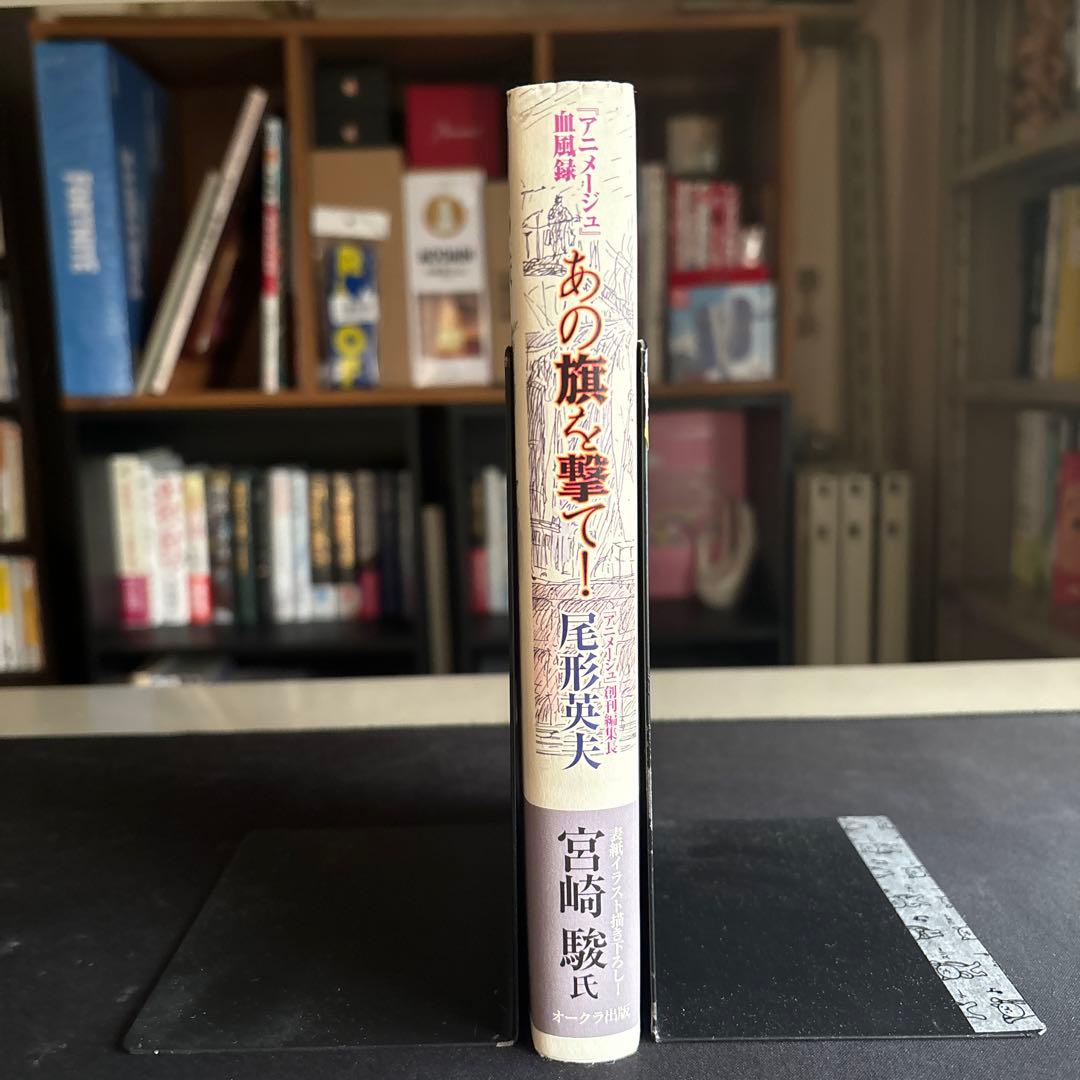 『アニメージュ』
血風録
あの旗を撃て!
『アニメージュ』創刊編集長
尾形英夫
表紙イラスト描き下ろし!
宮崎 駿氏
オークラ出版